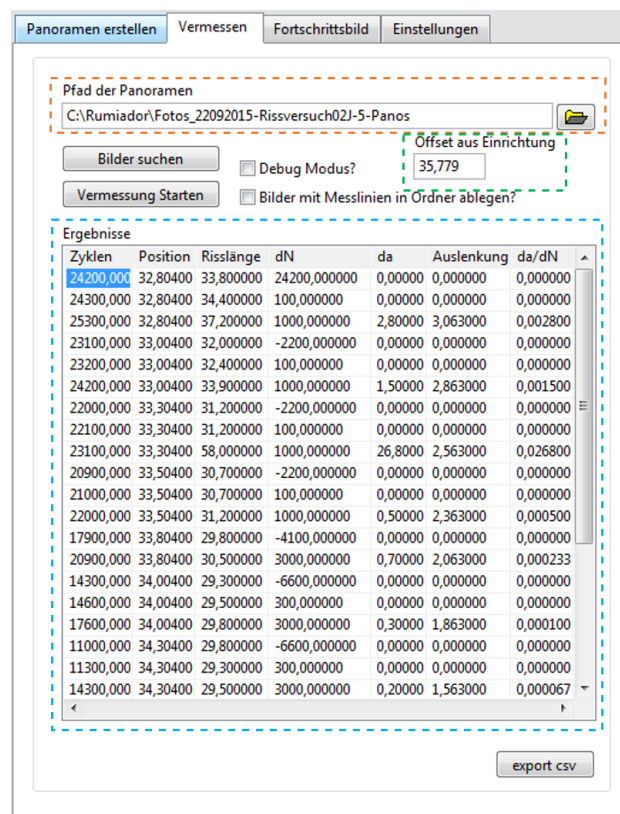 Panoramen erstellen Vermessen Fortschrittsbild Einstellungen
Pfad der Panoramen
C:\Rumiador\Fotos_22092015-Rissversuch02J-5-Panos
Offset aus Einrichtung
Bilder suchen Debug Modus? 35,779
Vermessung Starten Bilder mit Messlinien in Ordner ablegen?
Ergebnisse
Zyklen Position Risslänge dN da Auslenkung da/dN
24200,000 32,80400 33,800000 24200,000000 0,00000 0,000000 0,000000
24300,000 32,80400 34,400000 100,000000 0,00000 0,000000 0,000000
25300,000 32,80400 37,200000 1000,000000 2,80000 3,063000 0,002800
23100,000 33,00400 32,000000 -2200,000000 0,00000 0,000000 0,000000
23200,000 33,00400 32,400000 100,000000 0,00000 0,000000 0,000000
24200,000 33,00400 33,900000 1000,000000 1,50000 2,863000 0,001500
22000,000 33,30400 31,200000 -2200,000000 0,00000 0,000000 0,000000
22100,000 33,30400 31,200000 100,000000 0,00000 0,000000 0,000000
23100,000 33,30400 58,000000 1000,000000 26,8000 2,563000 0,026800
20900,000 33,50400 30,700000 -2200,000000 0,00000 0,000000 0,000000
21000,000 33,50400 30,700000 100,000000 0,00000 0,000000 0,000000
22000,000 33,50400 31,200000 1000,000000 0,50000 2,363000 0,000500
17900,000 33,80400 29,800000 -4100,000000 0,00000 0,000000 0,000000
20900,000 33,80400 30,500000 3000,000000 0,70000 2,063000 0,000233
14300,000 34,00400 29,300000 -6600,000000 0,00000 0,000000 0,000000
14600,000 34,00400 29,500000 300,000000 0,00000 0,000000 0,000000
17600,000 34,00400 29,800000 3000,000000 0,30000 1,863000 0,000100
11000,000 34,30400 29,800000 -6600,000000 0,00000 0,000000 0,000000
11300,000 34,30400 29,300000 300,000000 0,00000 0,000000 0,000000
14300,000 34,30400 29,500000 3000,000000 0,20000 1,563000 0,000067
export csv